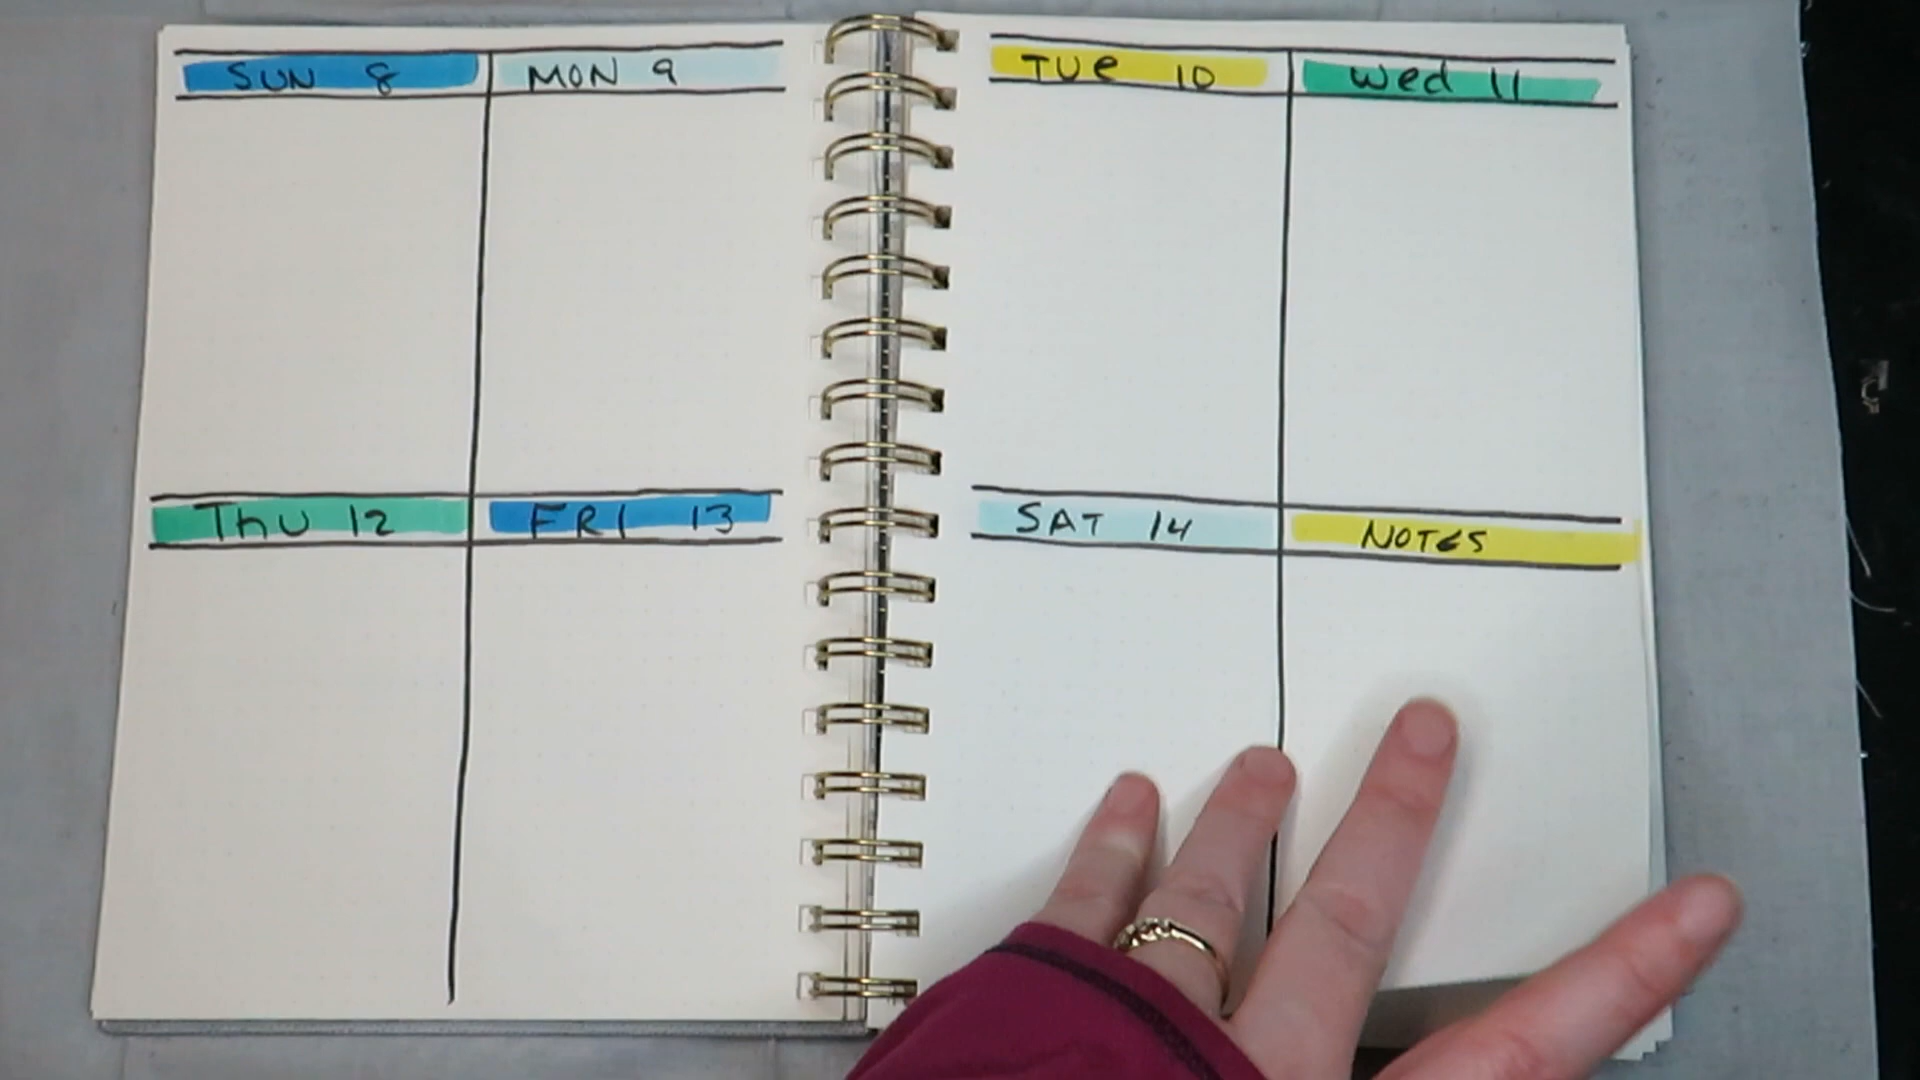 SUN 8
MON 9
TUe 10
Wed 11
ThU 12
FRI 13
SAT 14
NOTeS